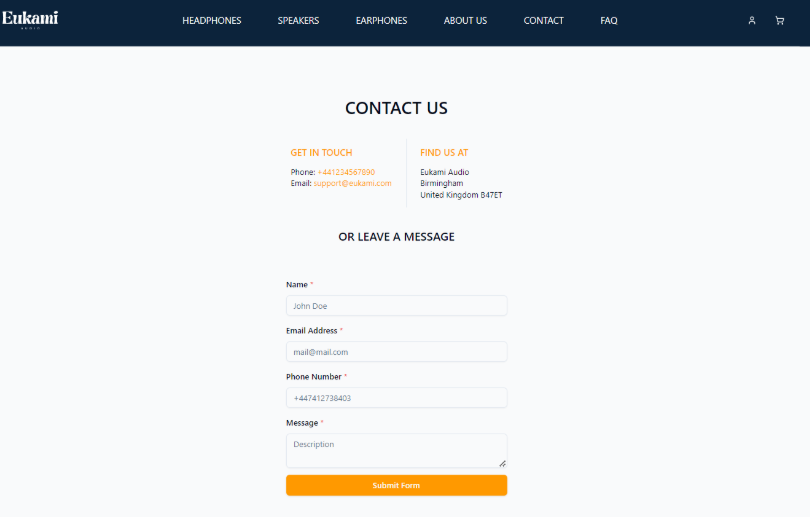 Eukami
AUDIO
HEADPHONES SPEAKERS EARPHONES ABOUT US CONTACT FAQ
CONTACT US
GET IN TOUCH
Phone: +441234567890
Email: support@eukami.com
FIND US AT
Eukami Audio
Birmingham
United Kingdom B47ET
OR LEAVE A MESSAGE
Name *
John Doe
Email Address *
mail@mail.com
Phone Number *
+447412738403
Message *
Description
Submit Form